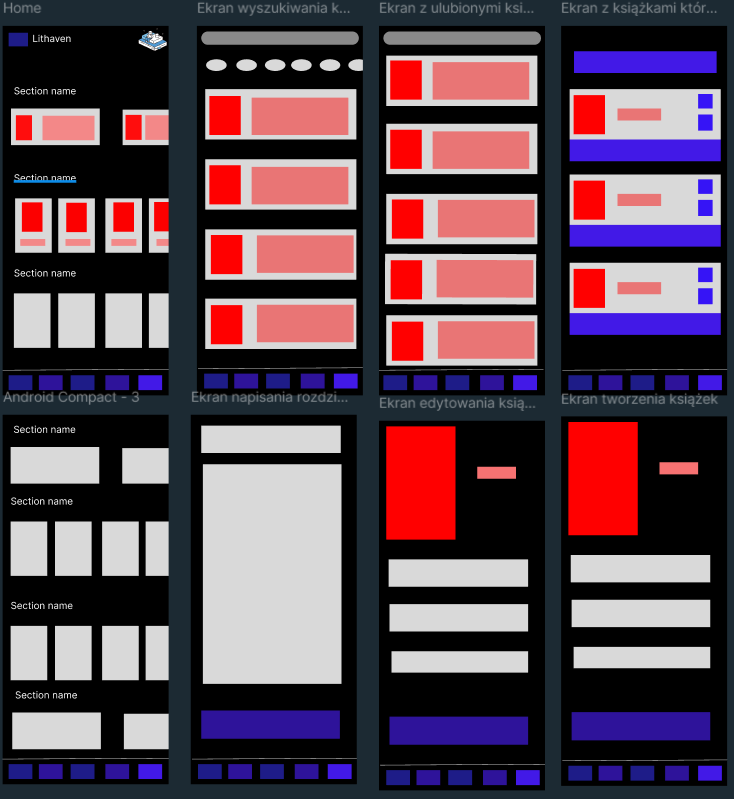 Home
Ekran wyszukiwania k...
Ekran z ulubionymi ksi...
Ekran z książkami któr...
Lithaven
Section name
Section name
Section name
Android Compact - 3
Ekran napisania rozdzi...
Ekran edytowania ksią...
Ekran tworzenia książek
Section name
Section name
Section name
Section name